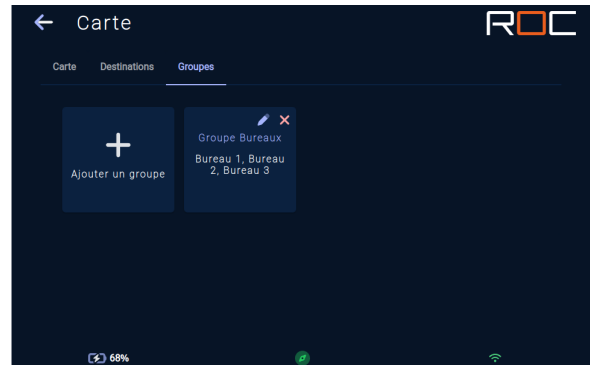 Carte
ROC
Carte Destinations Groupes
Ajouter un groupe
Groupe Bureaux
Bureau 1, Bureau
2, Bureau 3
68%